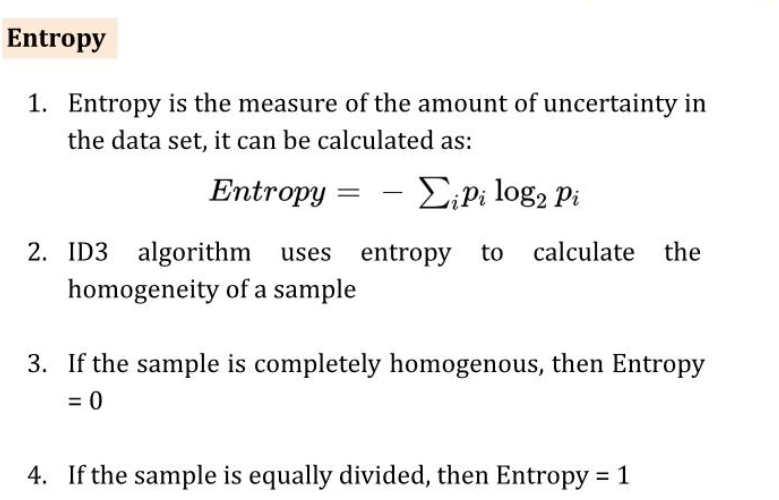 Entropy
1. Entropy is the measure of the amount of uncertainty in
the data set, it can be calculated as:
Entropy = − ∑ᵢpᵢ log₂ pᵢ
2. ID3 algorithm uses entropy to calculate the
homogeneity of a sample
3. If the sample is completely homogenous, then Entropy
= 0
4. If the sample is equally divided, then Entropy = 1